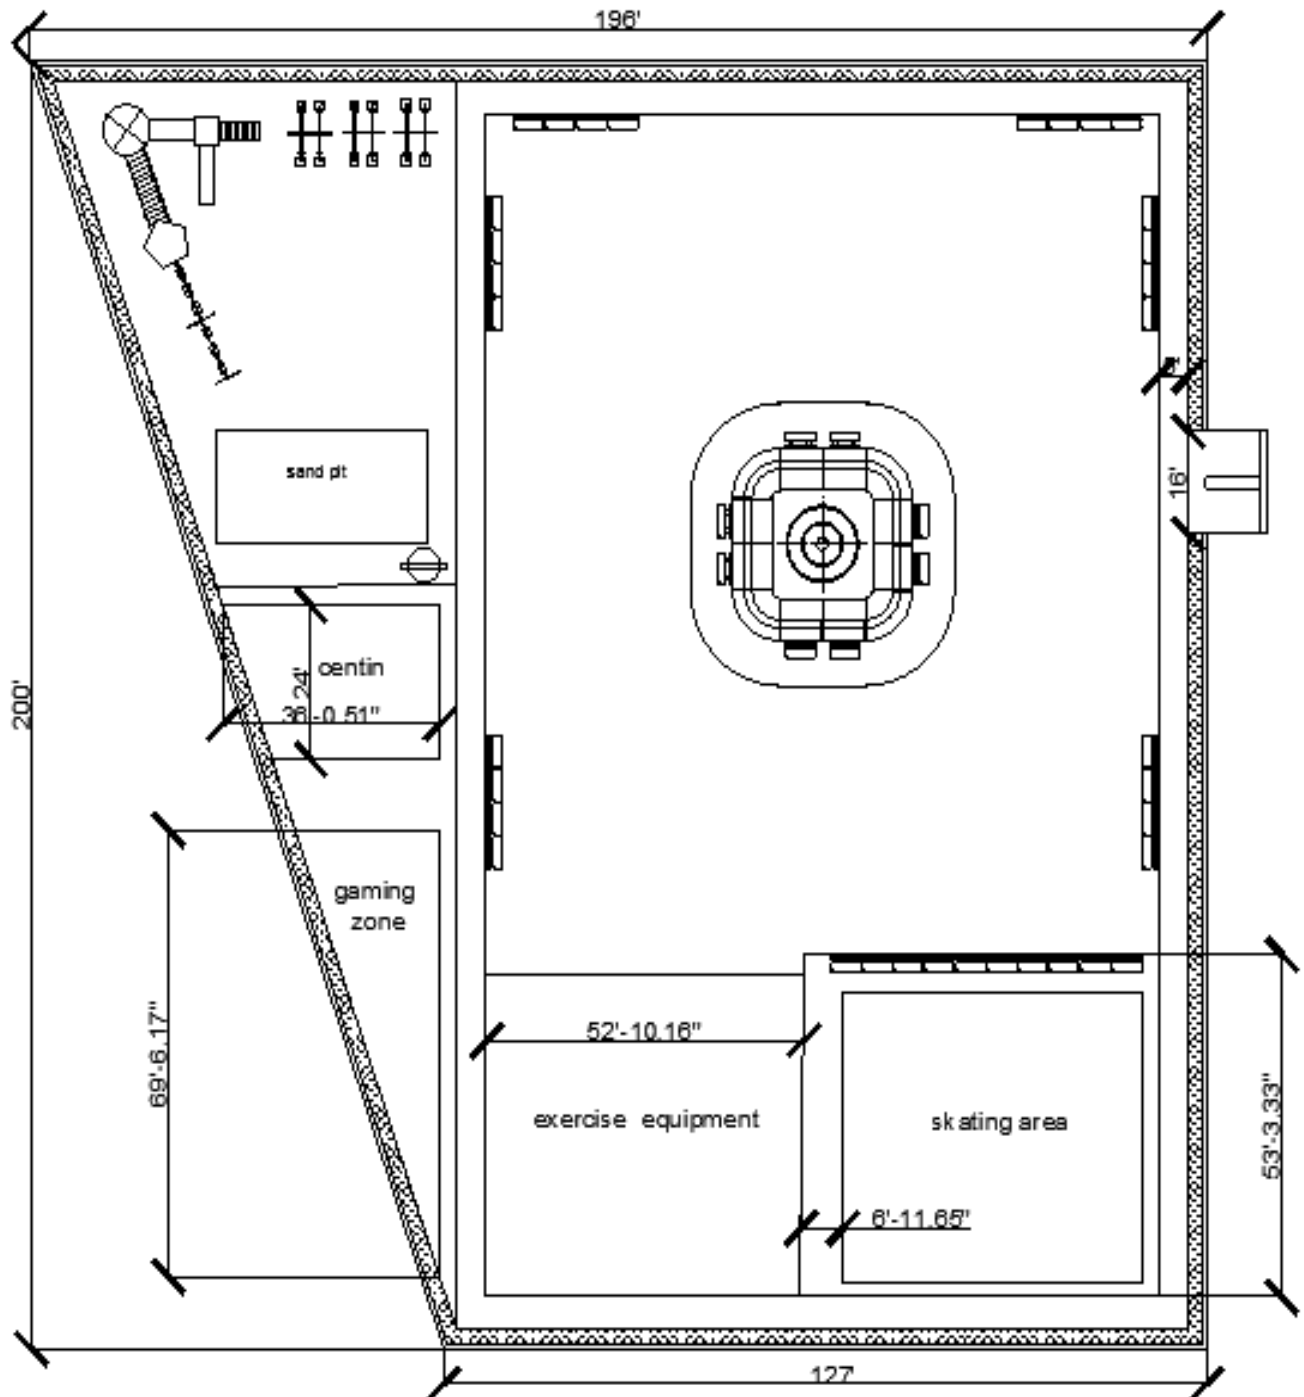 196'
sand pit
16'
centin
24'
36'-0.51"
200'
gaming
zone
52'-10.16"
69'-6.17"
exercise equipment
skating area
53'-3.33"
6'-11.65"
127'